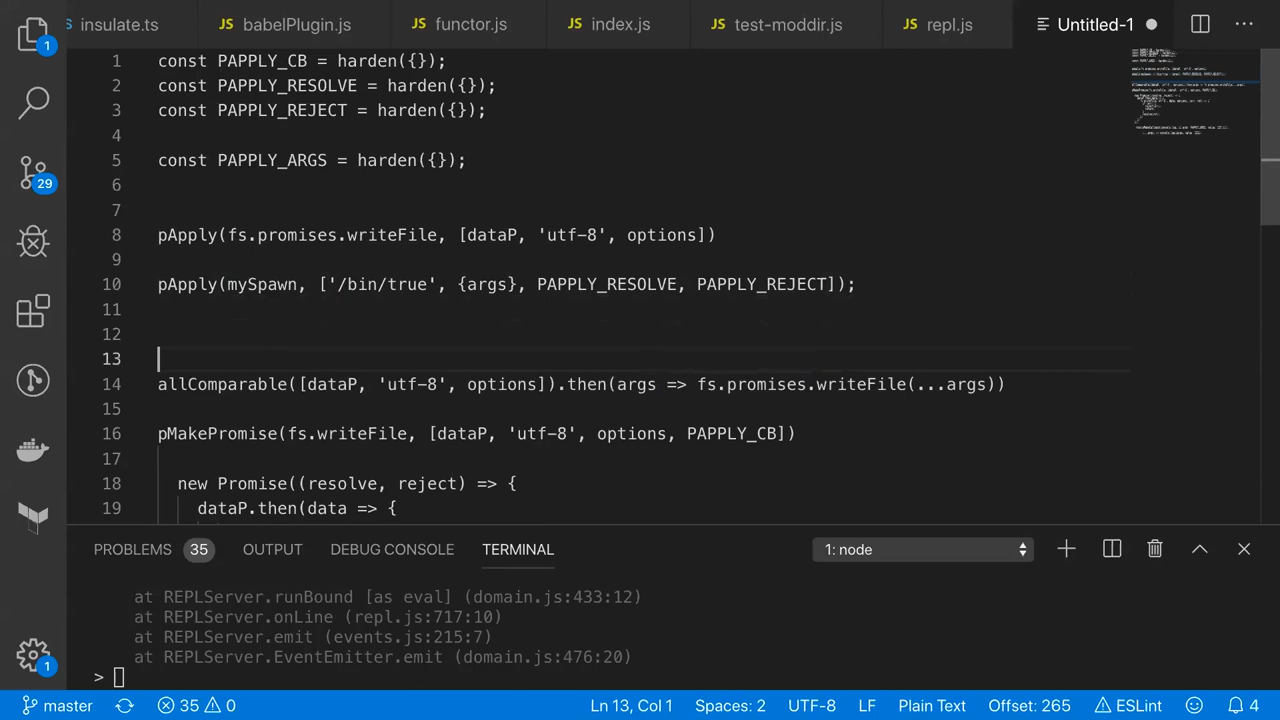 insulate.ts JS babelPlugin.js JS functor.js JS index.js JS test-moddir.js JS repl.js Untitled-1
1
29
1
1 const PAPPLY_CB = harden({});
2 const PAPPLY_RESOLVE = harden({});
3 const PAPPLY_REJECT = harden({});
4
5 const PAPPLY_ARGS = harden({});
6
7
8 pApply(fs.promises.writeFile, [dataP, 'utf-8', options])
9
10 pApply(mySpawn, ['/bin/true', {args}, PAPPLY_RESOLVE, PAPPLY_REJECT]);
11
12
13
14 allComparable([dataP, 'utf-8', options]).then(args => fs.promises.writeFile(...args))
15
16 pMakePromise(fs.writeFile, [dataP, 'utf-8', options, PAPPLY_CB])
17
18 new Promise((resolve, reject) => {
19 dataP.then(data => {
PROBLEMS 35 OUTPUT DEBUG CONSOLE TERMINAL 1: node
at REPLServer.runBound [as eval] (domain.js:433:12)
at REPLServer.onLine (repl.js:717:10)
at REPLServer.emit (events.js:215:7)
at REPLServer.EventEmitter.emit (domain.js:476:20)
>
master 35 0 Ln 13, Col 1 Spaces: 2 UTF-8 LF Plain Text Offset: 265 ESLint 4